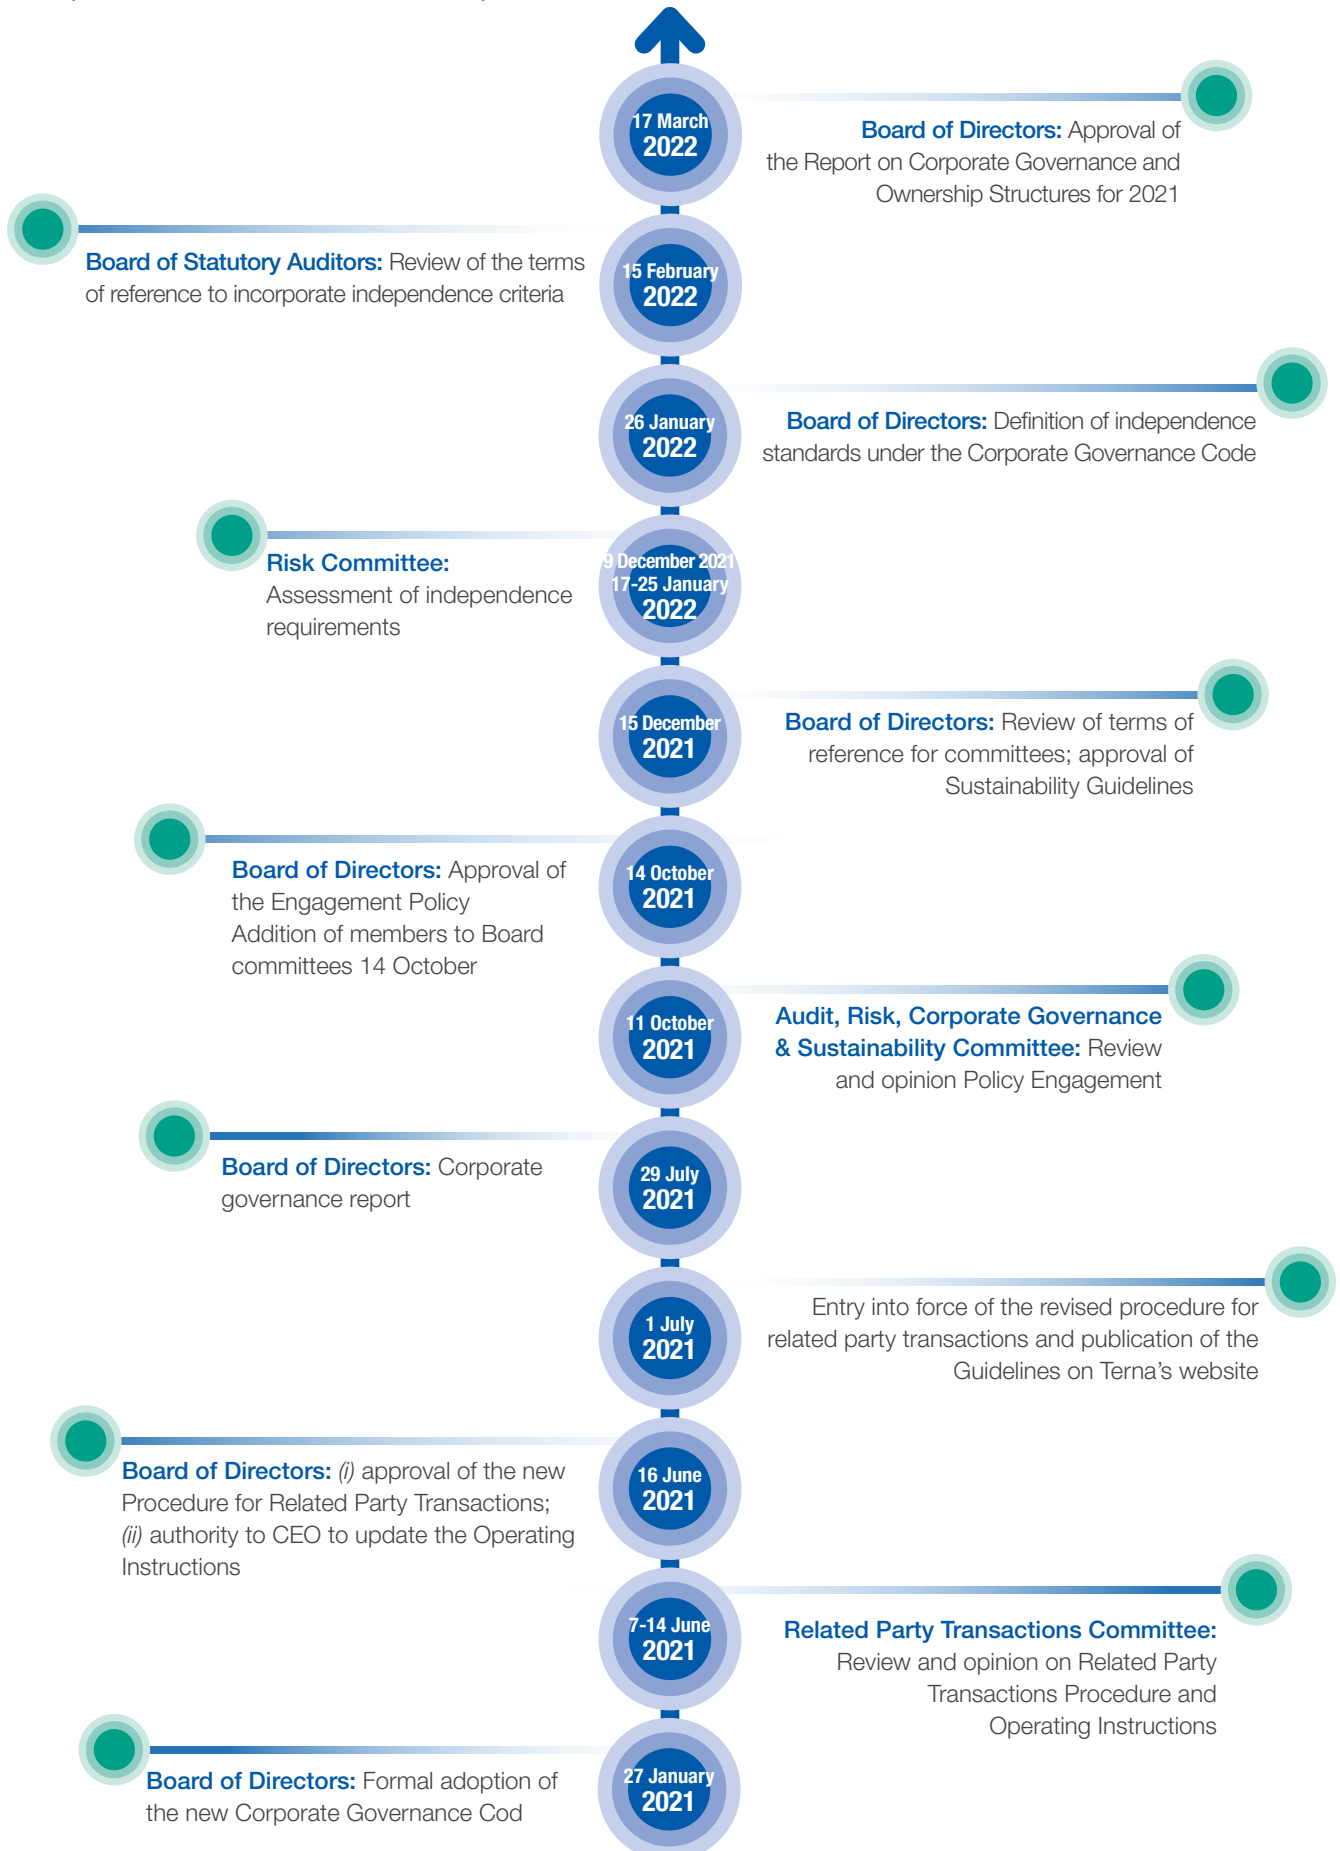 17 March
2022
Board of Directors: Approval of
the Report on Corporate Governance and
Ownership Structures for 2021
15 February
2022
Board of Statutory Auditors: Review of the terms
of reference to incorporate independence criteria
26 January
2022
Board of Directors: Definition of independence
standards under the Corporate Governance Code
9 December 2021
17-25 January
2022
Risk Committee:
Assessment of independence
requirements
15 December
2021
Board of Directors: Review of terms of
reference for committees; approval of
Sustainability Guidelines
14 October
2021
Board of Directors: Approval of
the Engagement Policy
Addition of members to Board
committees 14 October
11 October
2021
Audit, Risk, Corporate Governance
& Sustainability Committee: Review
and opinion Policy Engagement
29 July
2021
Board of Directors: Corporate
governance report
1 July
2021
Entry into force of the revised procedure for
related party transactions and publication of the
Guidelines on Terna’s website
16 June
2021
Board of Directors: (i) approval of the new
Procedure for Related Party Transactions;
(ii) authority to CEO to update the Operating
Instructions
7-14 June
2021
Related Party Transactions Committee:
Review and opinion on Related Party
Transactions Procedure and
Operating Instructions
27 January
2021
Board of Directors: Formal adoption of
the new Corporate Governance Cod